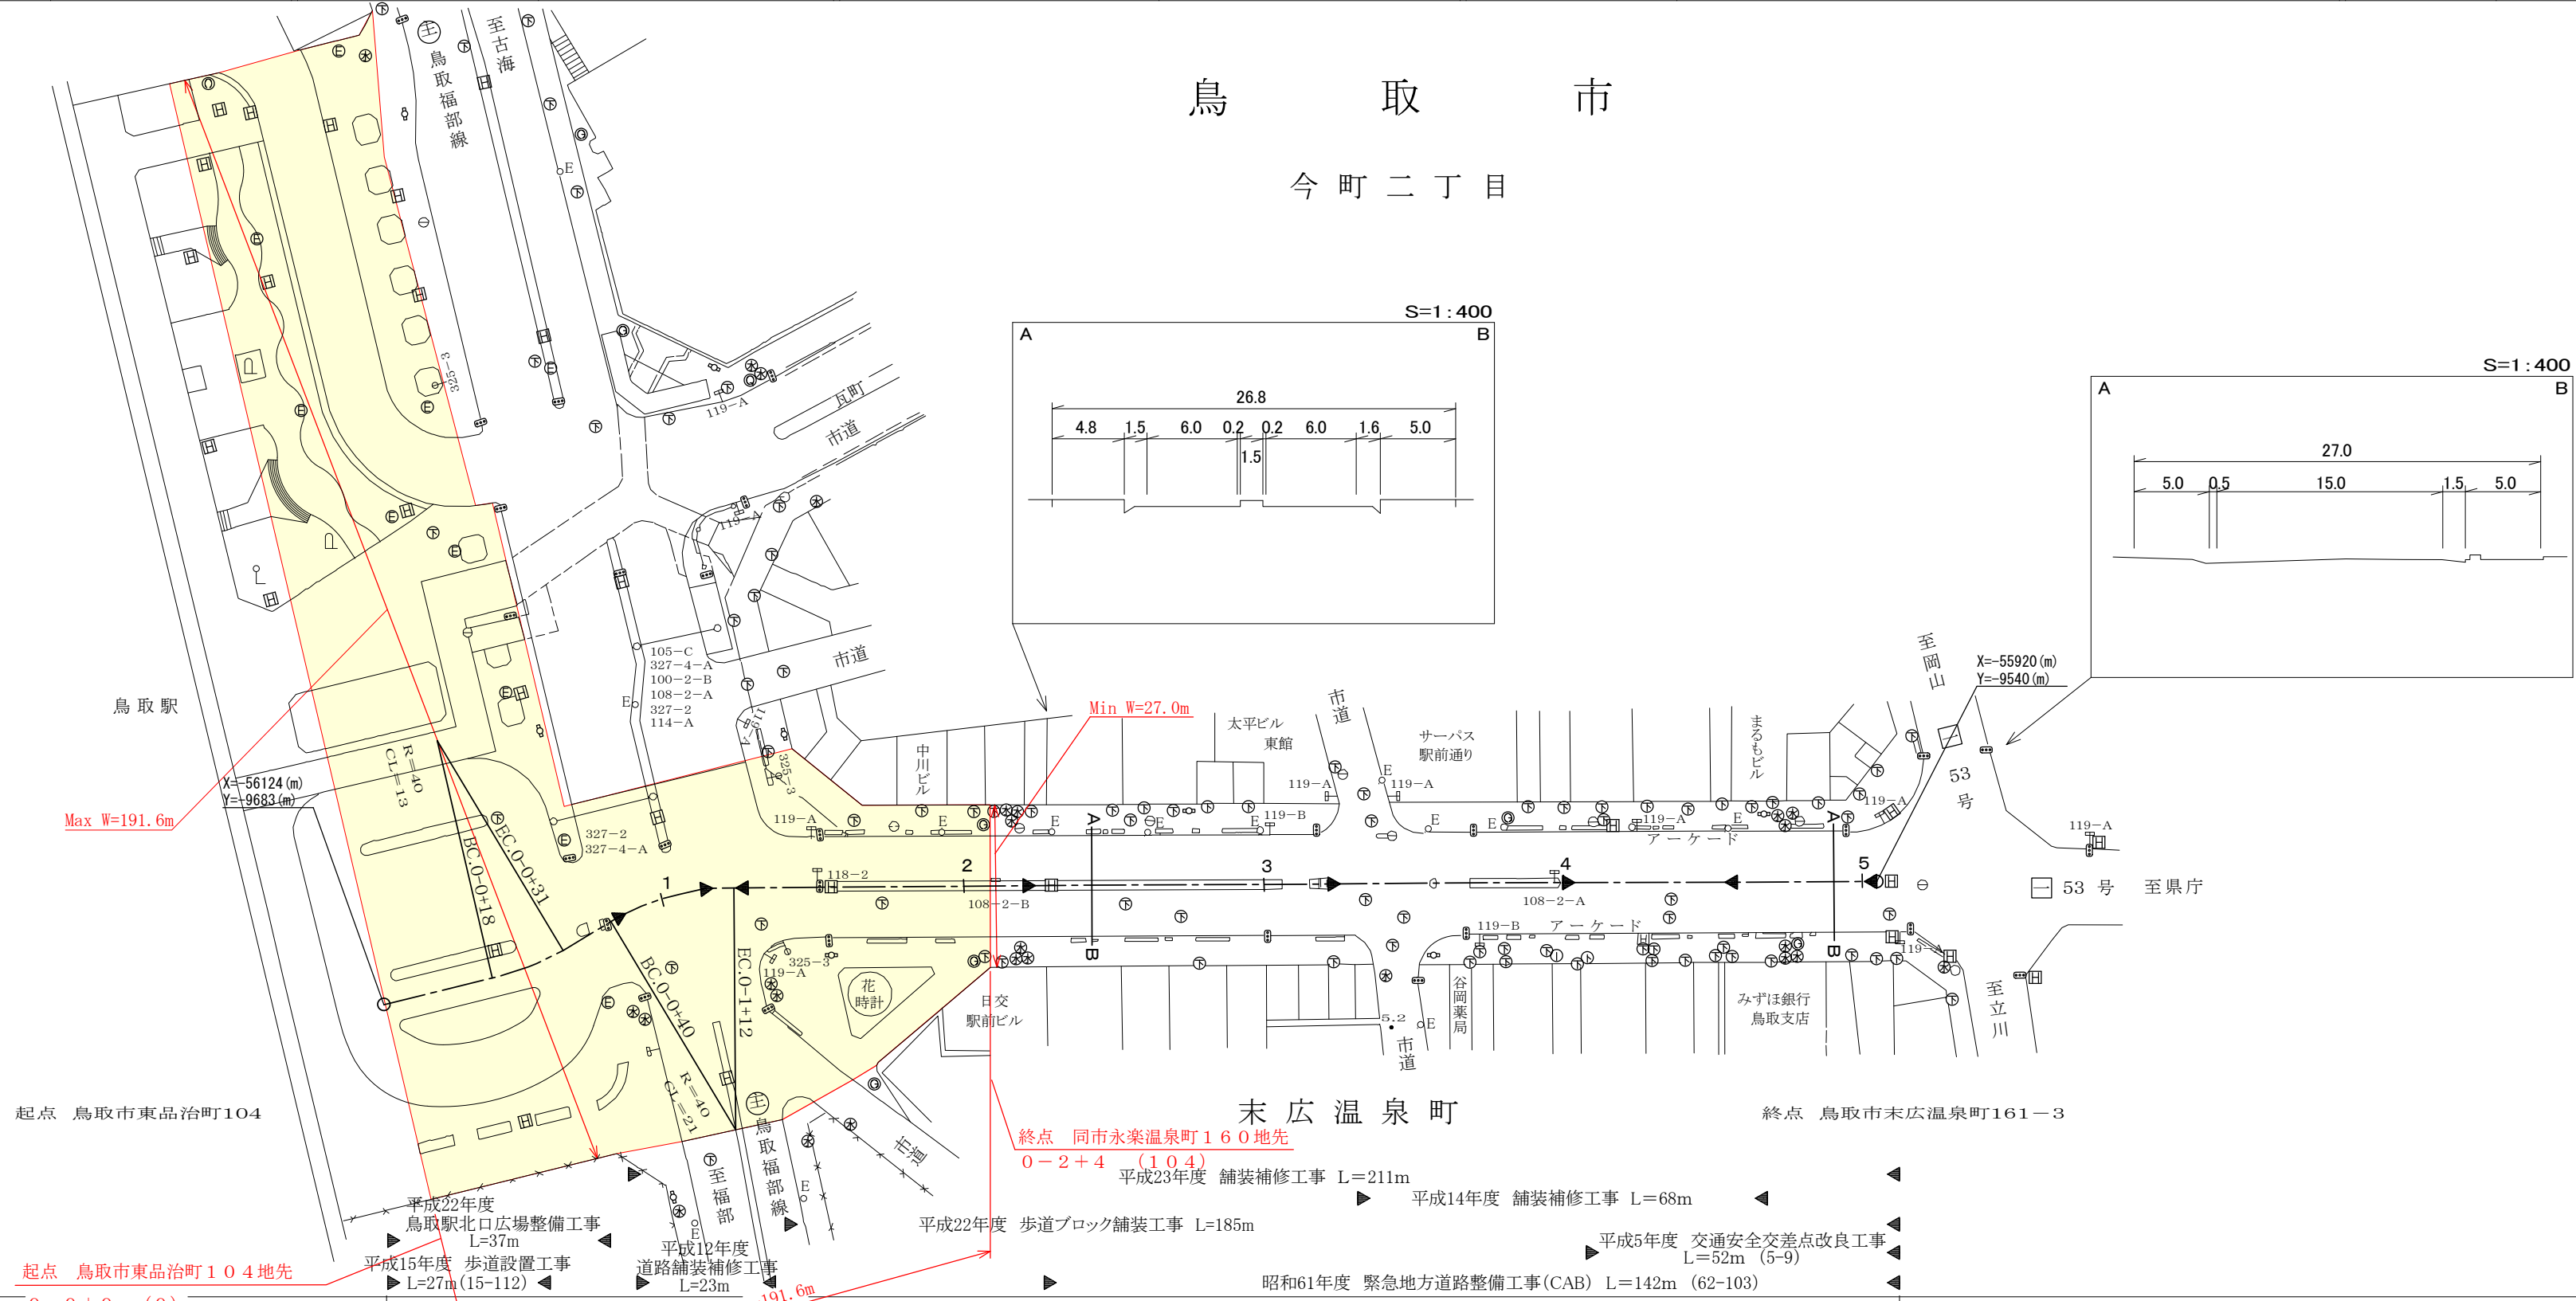 鳥取市
今町二丁目
主
鳥取福部線
至古海
S=1:400
A B
26.8
4.8 1.5 6.0 0.2 0.2 6.0 1.6 5.0
1.5
S=1:400
A B
27.0
5.0 0.5 15.0 1.5 5.0
325-3
119-A
瓦町
市道
119-A
市道
105-C
327-4-A
100-2-B
108-2-A
327-2
114-A
E
鳥取駅
X=-56124(m)
Y=-9683(m)
Max W=191.6m
R=40
CL=13
BC.0-0+18
EC.0-0+31
327-2
327-4-A
119-A
325-3
119-A
中川ビル
Min W=27.0m
太平ビル
東館
市道
サーパス
駅前通り
まるもビル
至岡山
X=-55920(m)
Y=-9540(m)
一
53号
119-A
119-A
119-A
119-B
119-A
119-A
アーケード
1
2
3
4
5
118-2
108-2-B
108-2-A
A
B
A
B
一 53 号 至県庁
119-B
アーケード
325-3
119-A
花時計
BC.0-0+40
EC.0-1+12
R=40
CL=21
日交
駅前ビル
5.2
市道
谷岡薬局
みずほ銀行
鳥取支店
至立川
起点 鳥取市東品治町104
末広温泉町
終点 鳥取市末広温泉町161-3
主
鳥取福部線
至福部
市道
終点 同市永楽温泉町160地先
0-2+4 (104)
平成23年度 舗装補修工事 L=211m
平成14年度 舗装補修工事 L=68m
平成22年度
鳥取駅北口広場整備工事
L=37m
平成22年度 歩道ブロック舗装工事 L=185m
平成5年度 交通安全交差点改良工事
L=52m (5-9)
平成15年度 歩道設置工事
L=27m(15-112)
平成12年度
道路舗装補修工事
L=23m
昭和61年度 緊急地方道路整備工事(CAB) L=142m (62-103)
起点 鳥取市東品治町104地先
191.6m